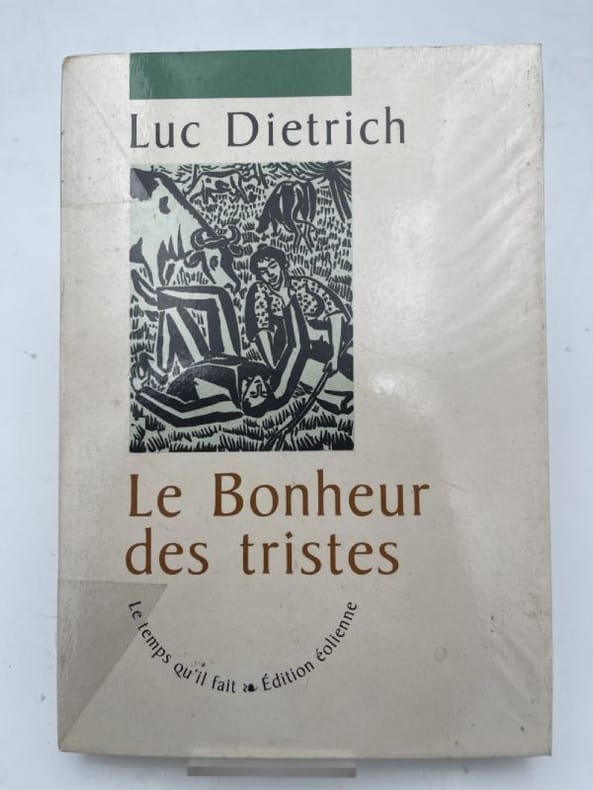 Luc Dietrich
Le Bonheur
des tristes
Le temps qu'il fait ❧ Édition éolienne